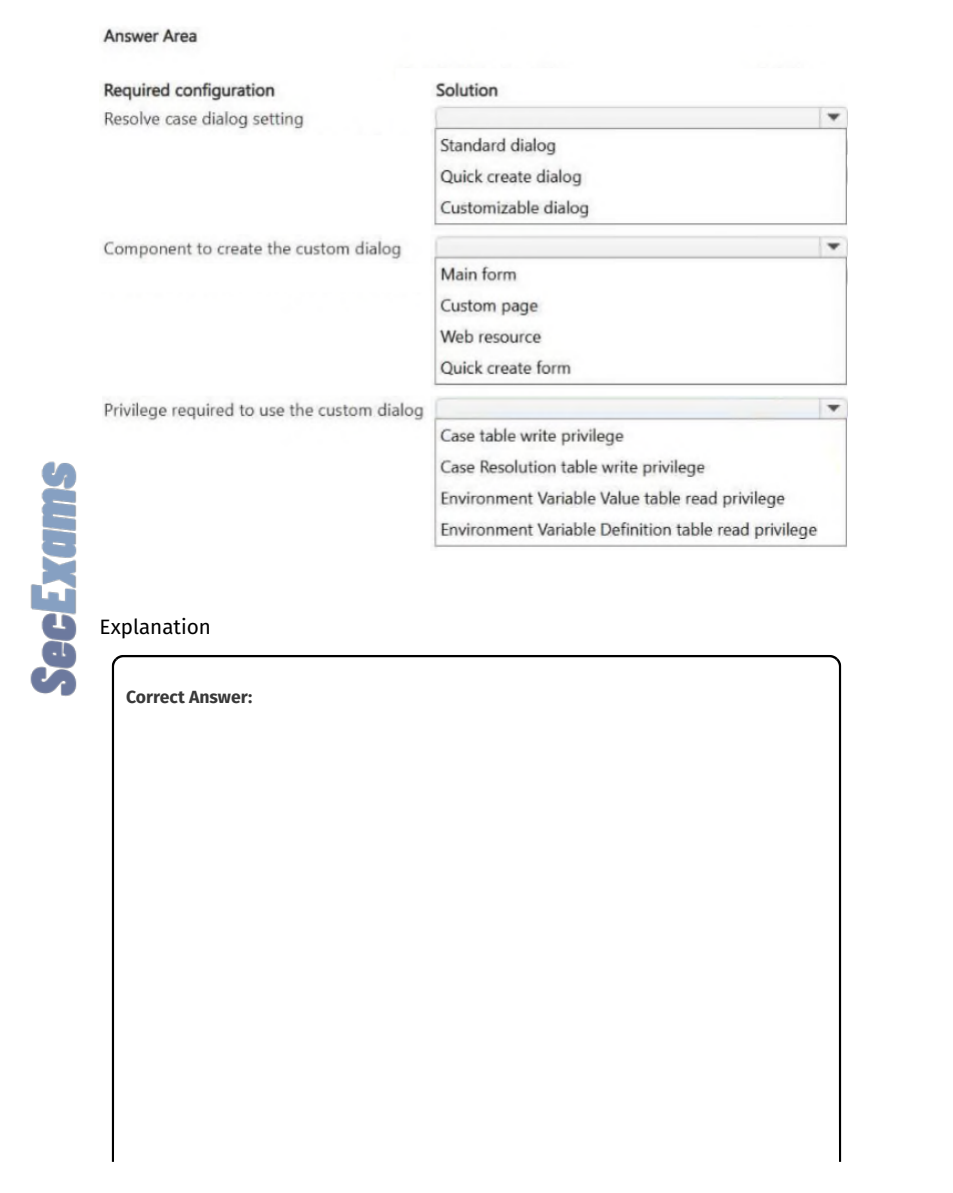 Answer Area
Required configuration Solution
Resolve case dialog setting
Standard dialog
Quick create dialog
Customizable dialog
Component to create the custom dialog
Main form
Custom page
Web resource
Quick create form
Privilege required to use the custom dialog
Case table write privilege
Case Resolution table write privilege
Environment Variable Value table read privilege
Environment Variable Definition table read privilege
SecExams
Explanation
Correct Answer: